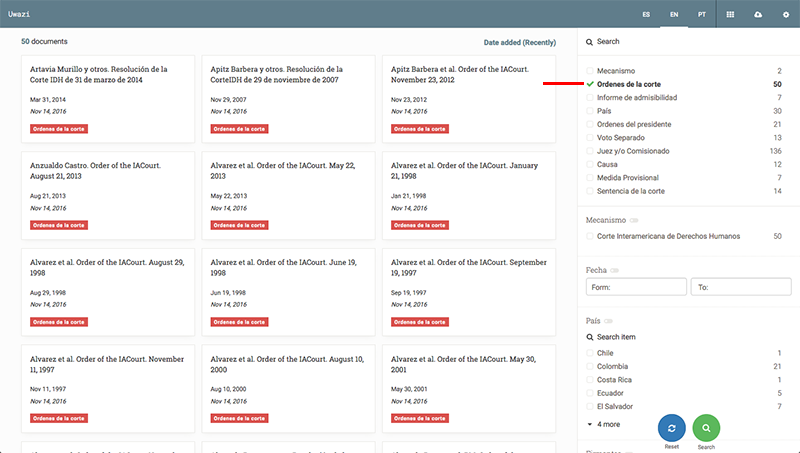 Uwazi
ES EN PT
50 documents
Date added (Recently)
Artavia Murillo y otros. Resolución de la
Corte IDH de 31 de marzo de 2014
Mar 31, 2014
Nov 14, 2016
Ordenes de la corte
Apitz Barbera y otros. Resolución de la
CorteIDH de 29 de noviembre de 2007
Nov 29, 2007
Nov 14, 2016
Ordenes de la corte
Apitz Barbera et al. Order of the IACourt.
November 23, 2012
Nov 23, 2012
Nov 14, 2016
Ordenes de la corte
Anzualdo Castro. Order of the IACourt.
August 21, 2013
Aug 21, 2013
Nov 14, 2016
Ordenes de la corte
Alvarez et al. Order of the IACourt. May 22,
2013
May 22, 2013
Nov 14, 2016
Ordenes de la corte
Alvarez et al. Order of the IACourt. January
21, 1998
Jan 21, 1998
Nov 14, 2016
Ordenes de la corte
Alvarez et al. Order of the IACourt. August 29,
1998
Aug 29, 1998
Nov 14, 2016
Ordenes de la corte
Alvarez et al. Order of the IACourt. June 19,
1998
Jun 19, 1998
Nov 14, 2016
Ordenes de la corte
Alvarez et al. Order of the IACourt. September
19, 1997
Sep 19, 1997
Nov 14, 2016
Ordenes de la corte
Alvarez et al. Order of the IACourt. November
11, 1997
Nov 11, 1997
Nov 14, 2016
Ordenes de la corte
Alvarez et al. Order of the IACourt. August 10,
2000
Aug 10, 2000
Nov 14, 2016
Ordenes de la corte
Alvarez et al. Order of the IACourt. May 30,
2001
May 30, 2001
Nov 14, 2016
Ordenes de la corte
Search
Mecanismo 2
Ordenes de la corte 50
Informe de admisibilidad 7
País 30
Ordenes del presidente 21
Voto Separado 13
Juez y/o Comisionado 136
Causa 12
Medida Provisional 7
Sentencia de la corte 14
Mecanismo
Corte Interamericana de Derechos Humanos 50
Fecha
Form: To:
País
Search item
Chile 1
Colombia 21
Costa Rica 1
Ecuador 5
El Salvador 7
4 more
Reset Search